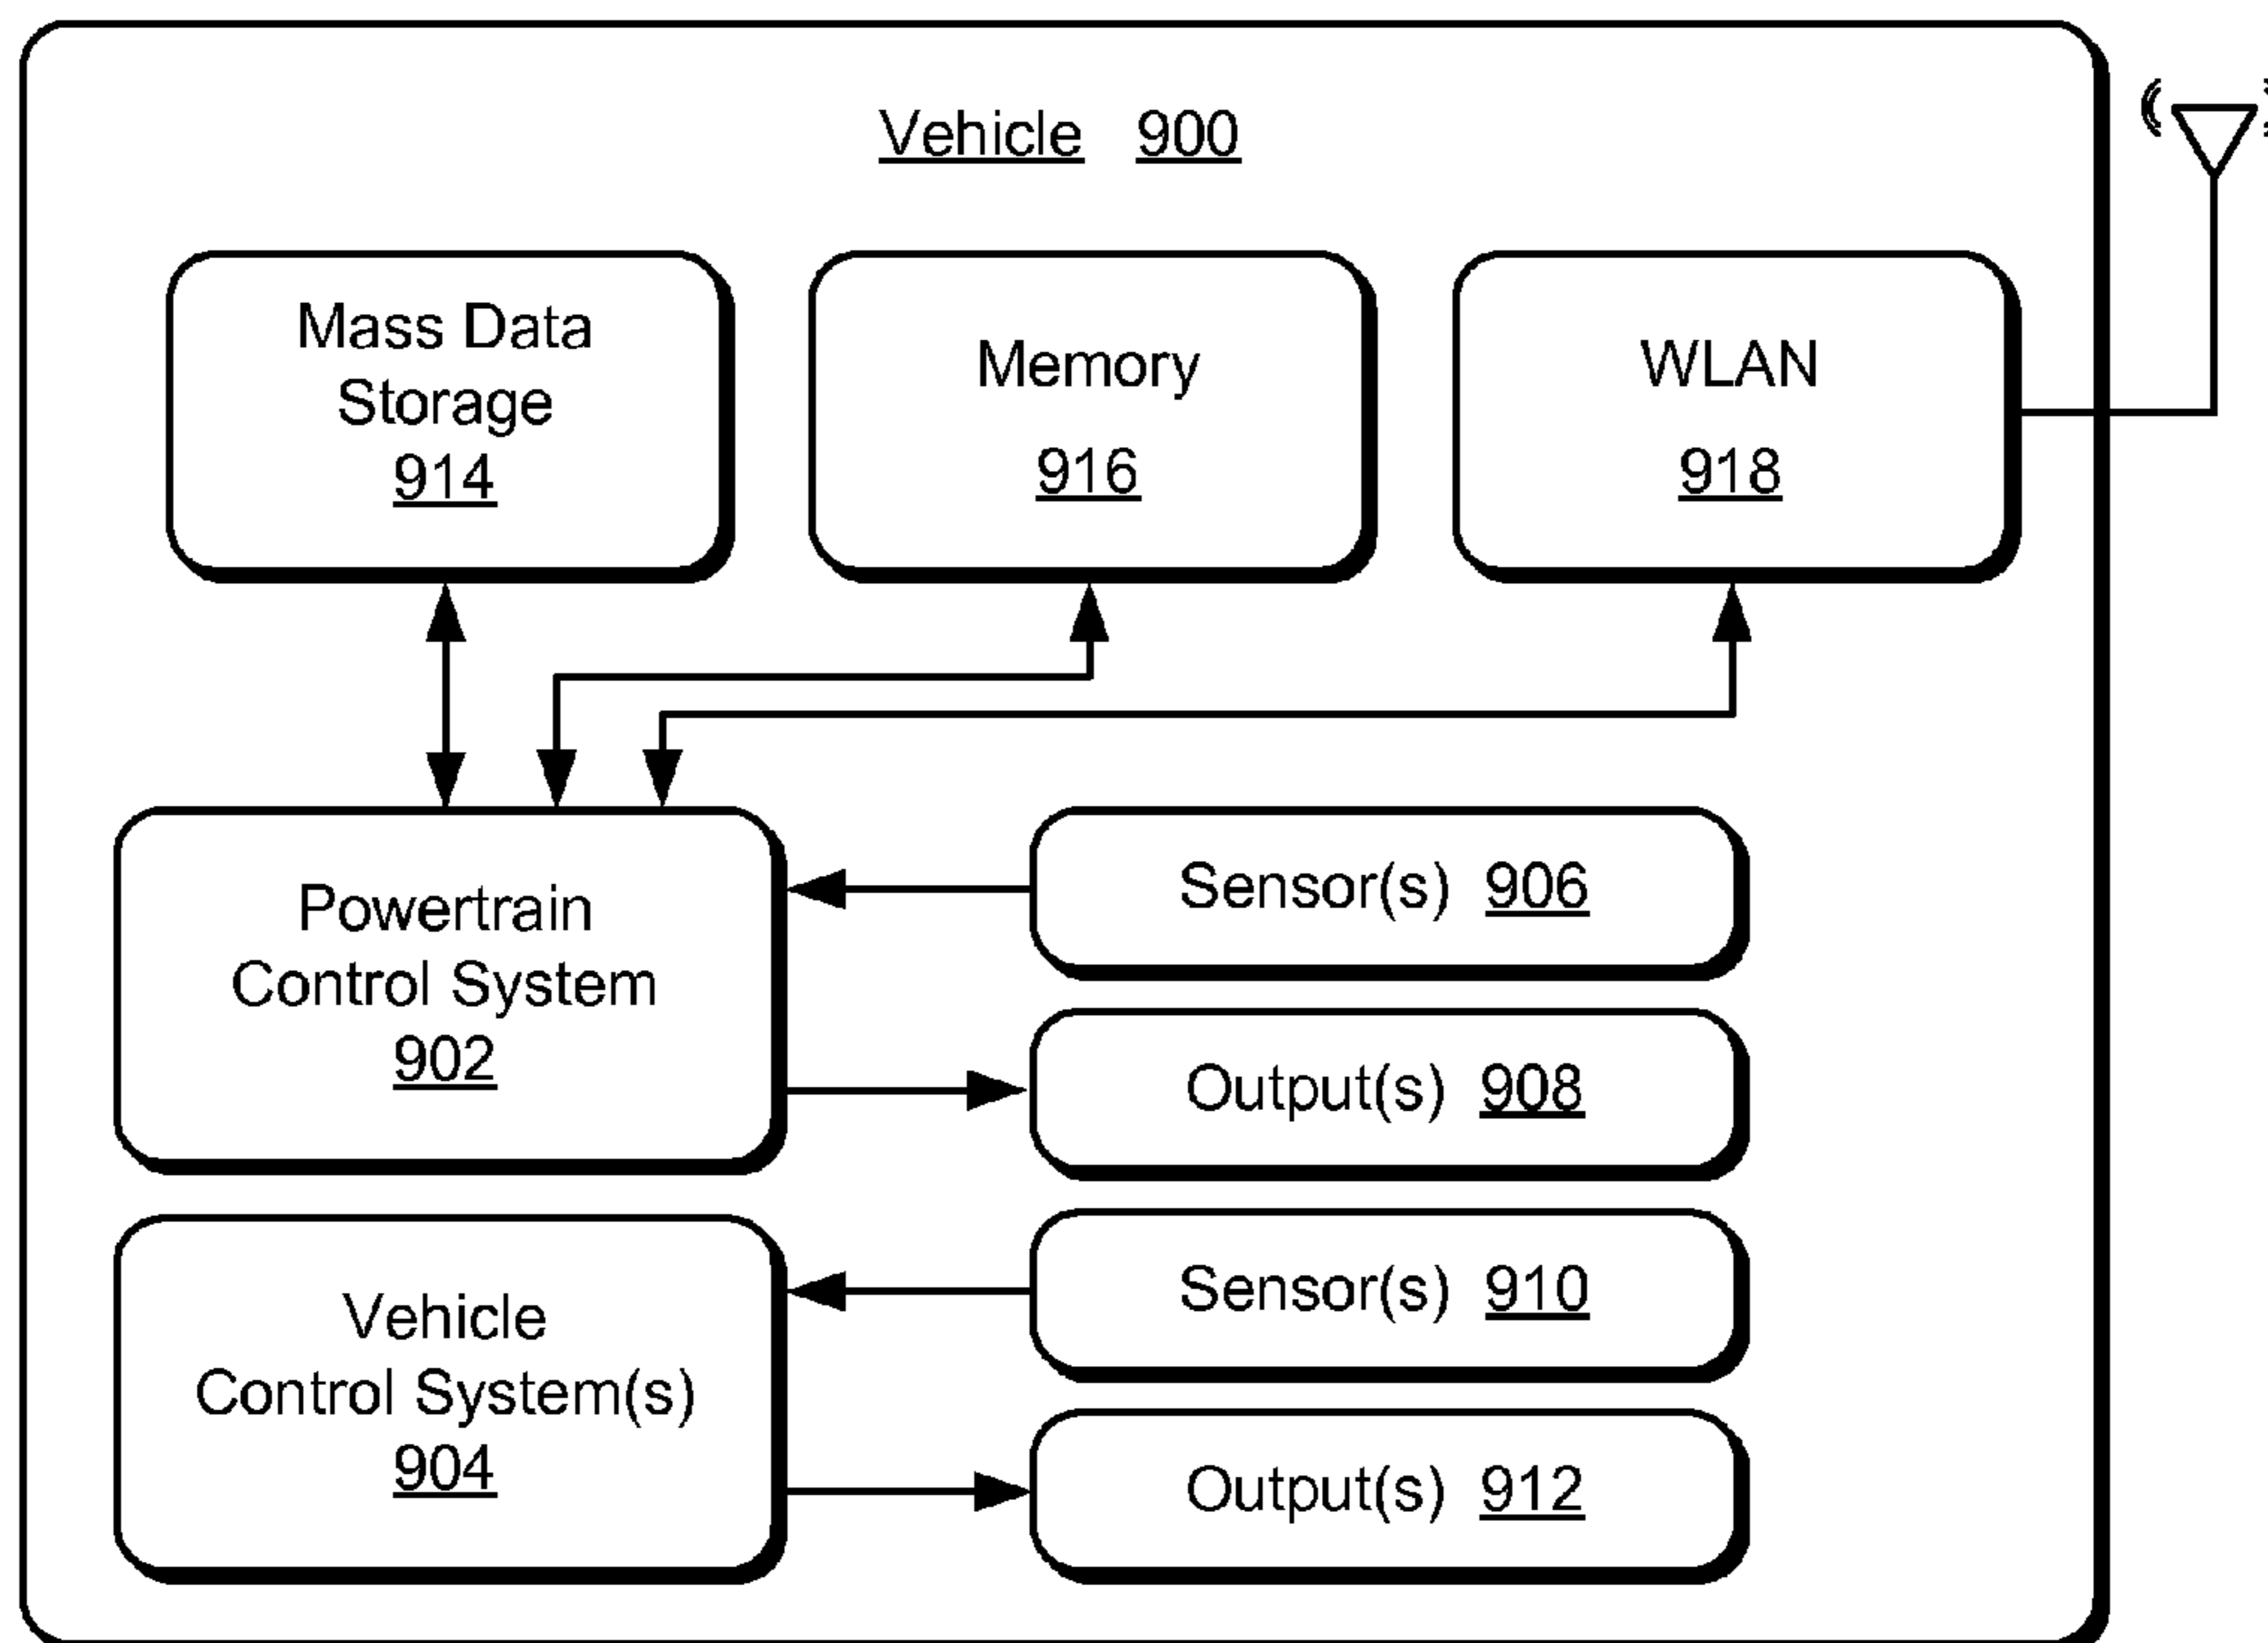 Vehicle 900
Mass Data
Storage
914
Memory
916
WLAN
918
Powertrain
Control System
902
Sensor(s) 906
Output(s) 908
Vehicle
Control System(s)
904
Sensor(s) 910
Output(s) 912